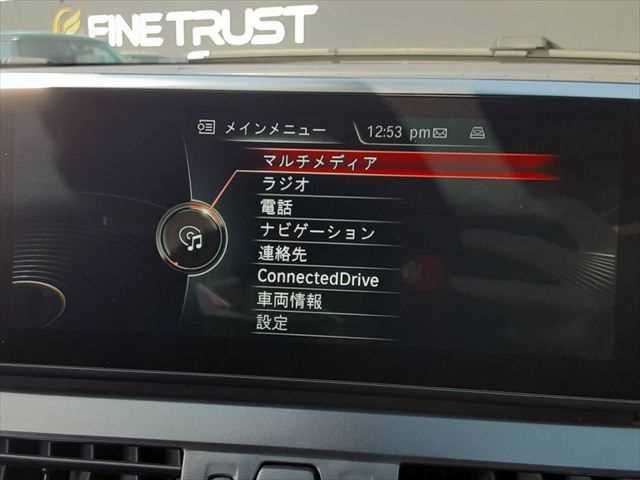 FINE TRUST
メインメニュー 12:53 pm
マルチメディア
ラジオ
電話
ナビゲーション
連絡先
ConnectedDrive
車両情報
設定